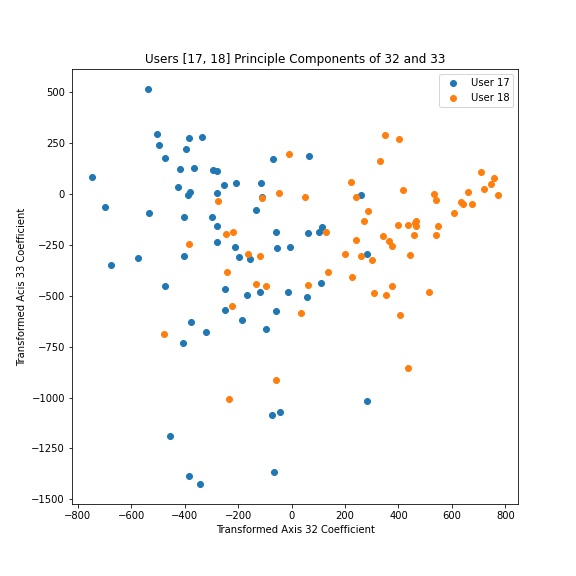 Users [17, 18] Principle Components of 32 and 33
User 17
User 18
Transformed Acis 33 Coefficient
500
250
0
−250
−500
−750
−1000
−1250
−1500
−800 −600 −400 −200 0 200 400 600 800
Transformed Axis 32 Coefficient